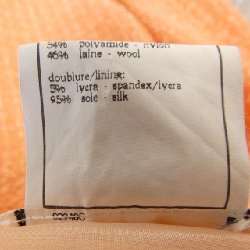 54% polyamide - nylon
46% laine - wool
doublure/lining:
5% lycra - spandex/lycra
95% soie - silk